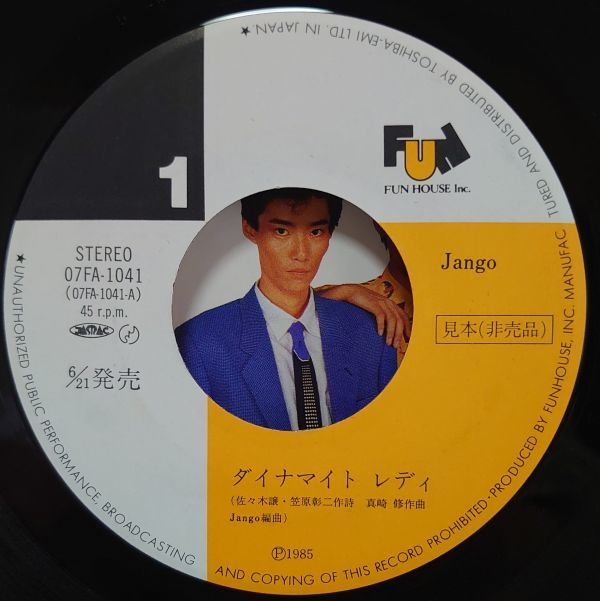 1
FUN
FUN HOUSE Inc.
STEREO
07FA-1041
(07FA-1041-A)
45 r.p.m.
JASRAC
6/21発売
Jango
見本(非売品)
ダイナマイト レディ
(佐々木譲・笠原彰二作詩 真崎 修作曲
Jango編曲)
Ⓟ1985
★UNAUTHORIZED PUBLIC PERFORMANCE, BROADCASTING AND COPYING OF THIS RECORD PROHIBITED・PRODUCED BY FUNHOUSE, INC. MANUFACTURED AND DISTRIBUTED BY TOSHIBA-EMI LTD. IN JAPAN.★